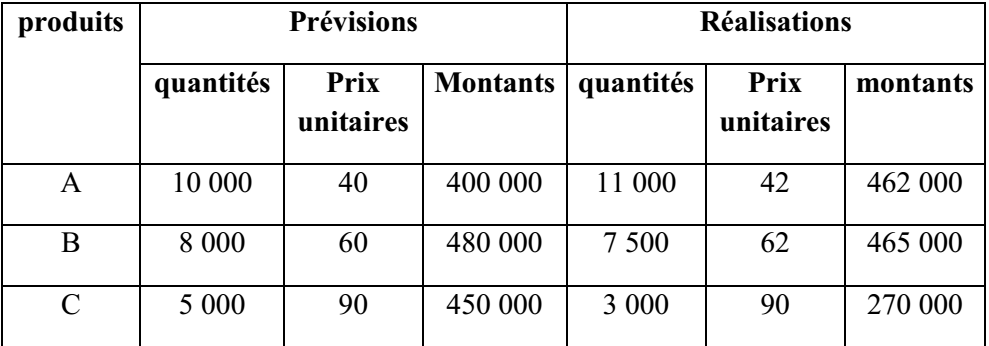 produits Prévisions Réalisations
quantités Prix unitaires Montants quantités Prix unitaires montants
A 10 000 40 400 000 11 000 42 462 000
B 8 000 60 480 000 7 500 62 465 000
C 5 000 90 450 000 3 000 90 270 000